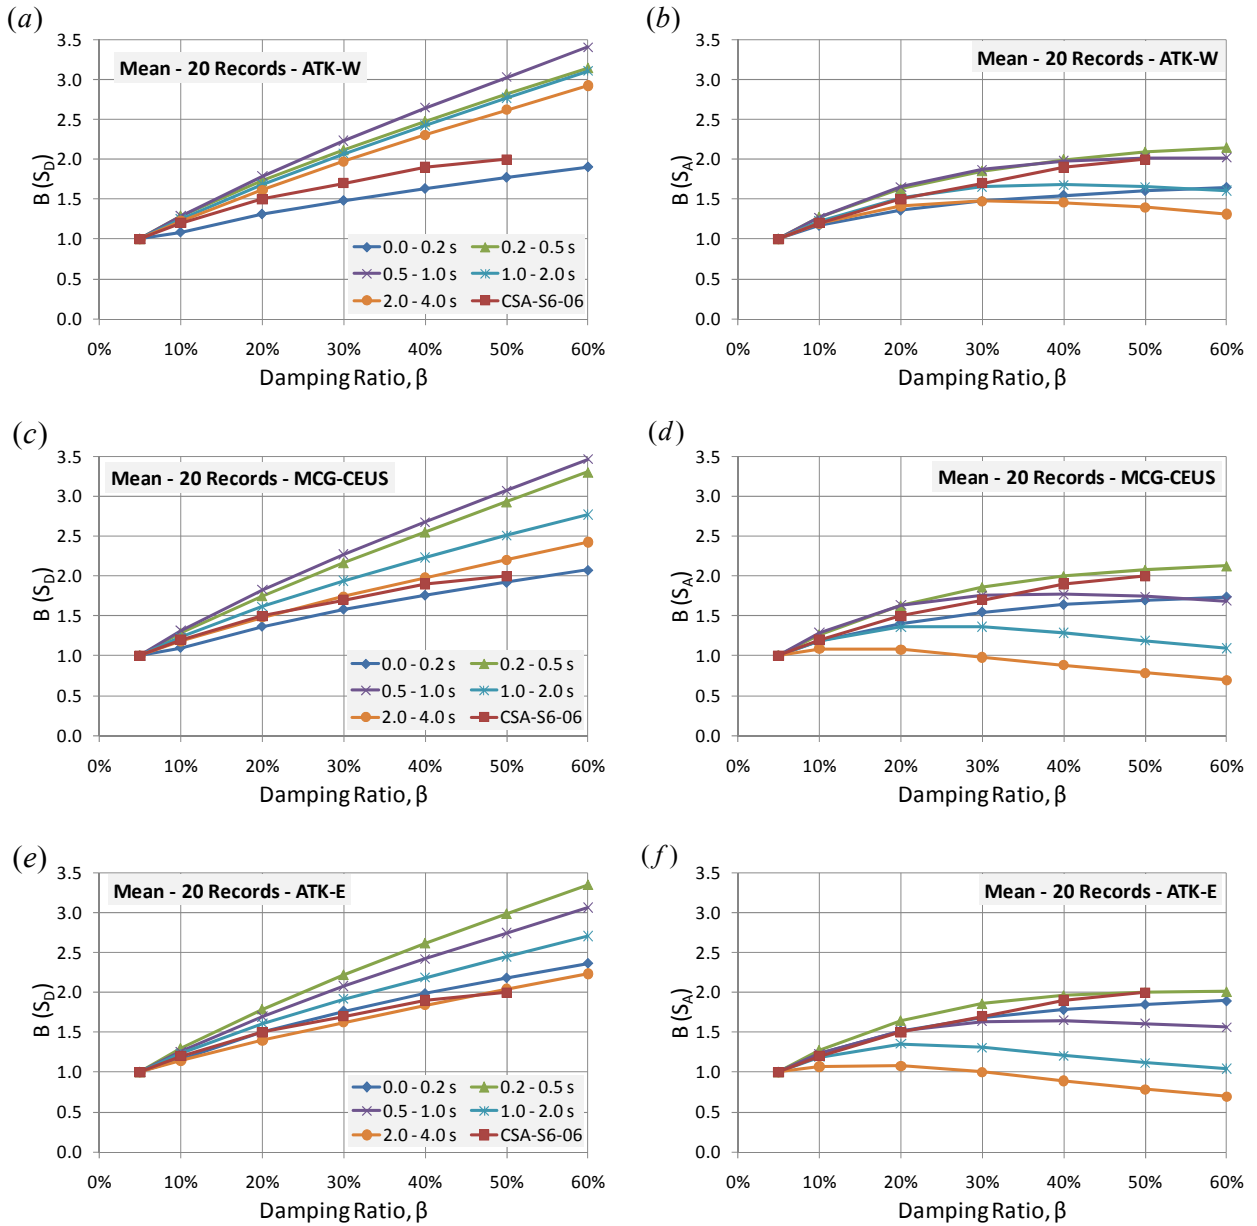 (a)
Mean - 20 Records - ATK-W
B (S_D)
3.5
3.0
2.5
2.0
1.5
1.0
0.5
0.0
0% 10% 20% 30% 40% 50% 60%
Damping Ratio, β
0.0 - 0.2 s 0.2 - 0.5 s
0.5 - 1.0 s 1.0 - 2.0 s
2.0 - 4.0 s CSA-S6-06
(b)
Mean - 20 Records - ATK-W
B (S_A)
3.5
3.0
2.5
2.0
1.5
1.0
0.5
0.0
0% 10% 20% 30% 40% 50% 60%
Damping Ratio, β
(c)
Mean - 20 Records - MCG-CEUS
B (S_D)
3.5
3.0
2.5
2.0
1.5
1.0
0.5
0.0
0% 10% 20% 30% 40% 50% 60%
Damping Ratio, β
0.0 - 0.2 s 0.2 - 0.5 s
0.5 - 1.0 s 1.0 - 2.0 s
2.0 - 4.0 s CSA-S6-06
(d)
Mean - 20 Records - MCG-CEUS
B (S_A)
3.5
3.0
2.5
2.0
1.5
1.0
0.5
0.0
0% 10% 20% 30% 40% 50% 60%
Damping Ratio, β
(e)
Mean - 20 Records - ATK-E
B (S_D)
3.5
3.0
2.5
2.0
1.5
1.0
0.5
0.0
0% 10% 20% 30% 40% 50% 60%
Damping Ratio, β
0.0 - 0.2 s 0.2 - 0.5 s
0.5 - 1.0 s 1.0 - 2.0 s
2.0 - 4.0 s CSA-S6-06
(f)
Mean - 20 Records - ATK-E
B (S_A)
3.5
3.0
2.5
2.0
1.5
1.0
0.5
0.0
0% 10% 20% 30% 40% 50% 60%
Damping Ratio, β